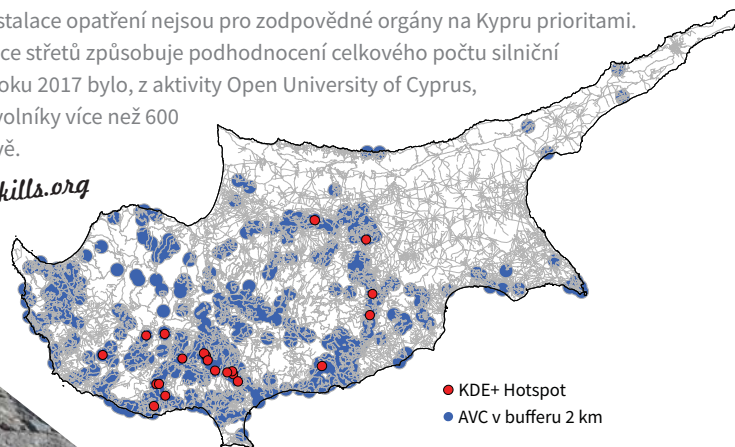 stalace opatření nejsou pro zodpovědné orgány na Kypru prioritami.
ce střetů způsobuje podhodnocení celkového počtu silniční
oku 2017 bylo, z aktivity Open University of Cyprus,
volníky více než 600
vě.
kills.org
KDE+ Hotspot
AVC v bufferu 2 km